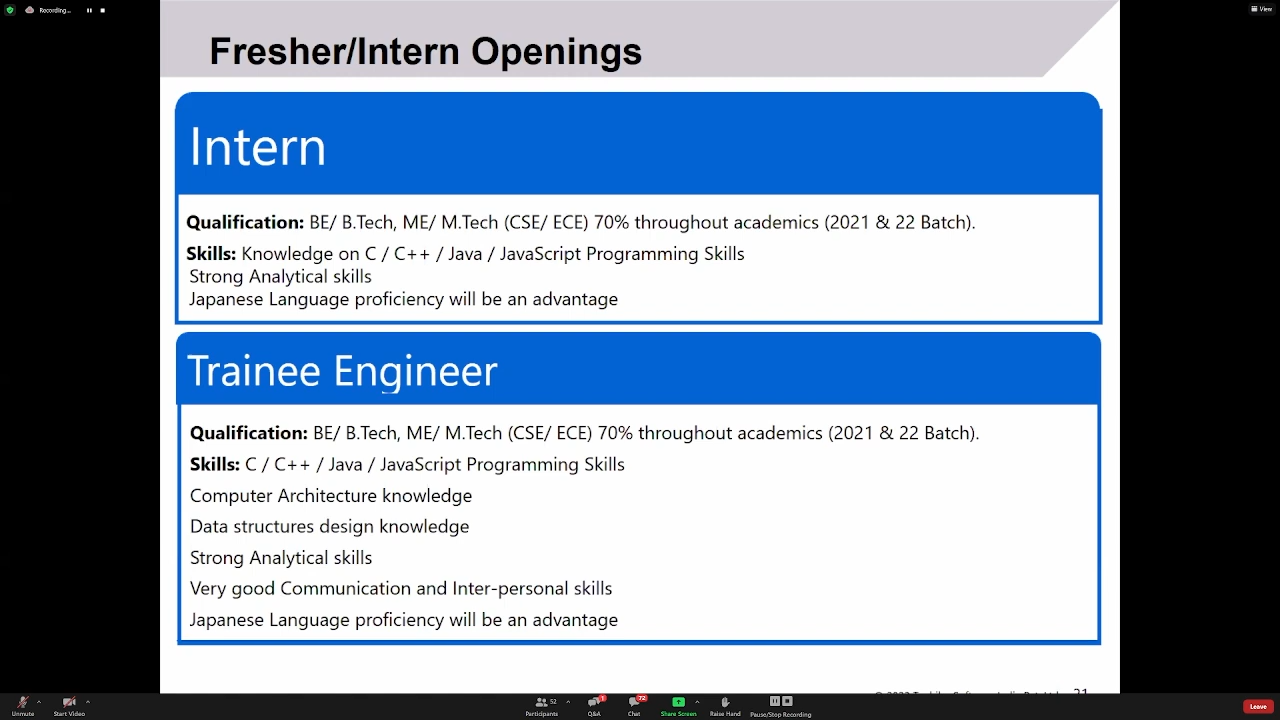 Recording...
View
Fresher/Intern Openings
Intern
Qualification: BE/ B.Tech, ME/ M.Tech (CSE/ ECE) 70% throughout academics (2021 & 22 Batch).
Skills: Knowledge on C / C++ / Java / JavaScript Programming Skills
Strong Analytical skills
Japanese Language proficiency will be an advantage
Trainee Engineer
Qualification: BE/ B.Tech, ME/ M.Tech (CSE/ ECE) 70% throughout academics (2021 & 22 Batch).
Skills: C / C++ / Java / JavaScript Programming Skills
Computer Architecture knowledge
Data structures design knowledge
Strong Analytical skills
Very good Communication and Inter-personal skills
Japanese Language proficiency will be an advantage
21
52
1
72
Unmute
Start Video
Participants
Q&A
Chat
Share Screen
Raise Hand
Pause/Stop Recording
Leave